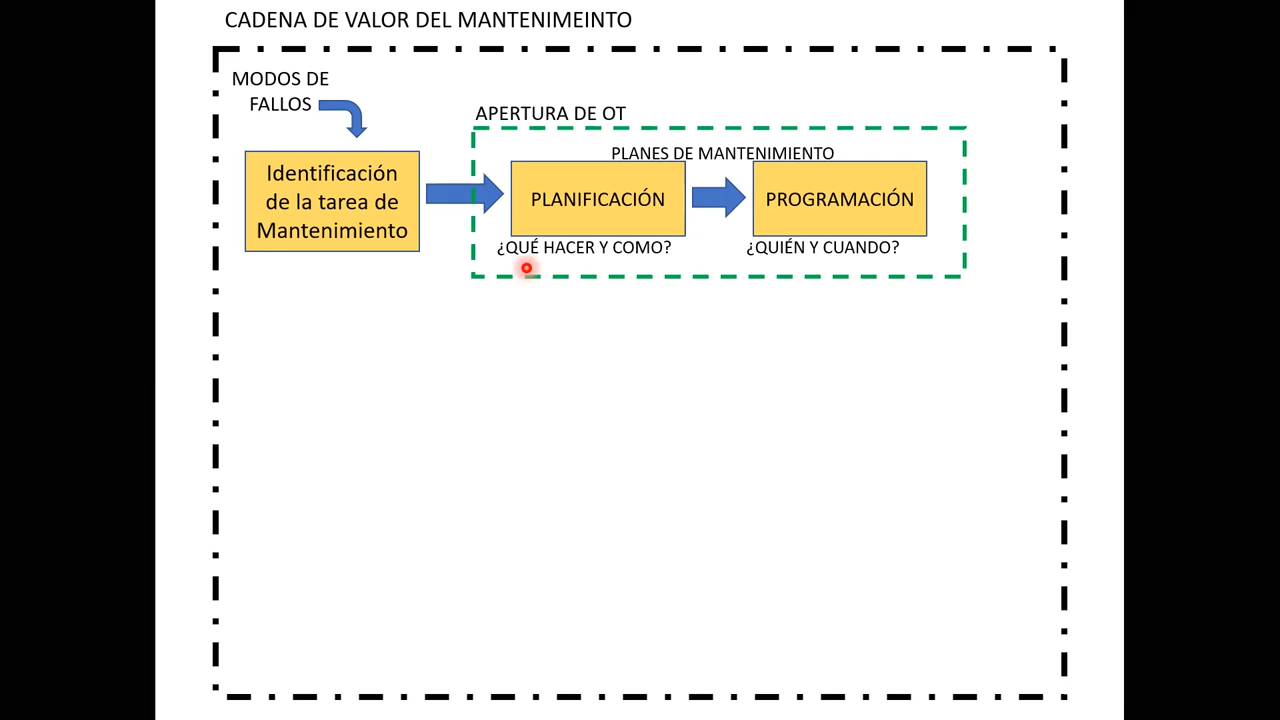 CADENA DE VALOR DEL MANTENIMEINTO
MODOS DE
FALLOS
APERTURA DE OT
PLANES DE MANTENIMIENTO
Identificación
de la tarea de
Mantenimiento
PLANIFICACIÓN
PROGRAMACIÓN
¿QUÉ HACER Y COMO?
¿QUIÉN Y CUANDO?